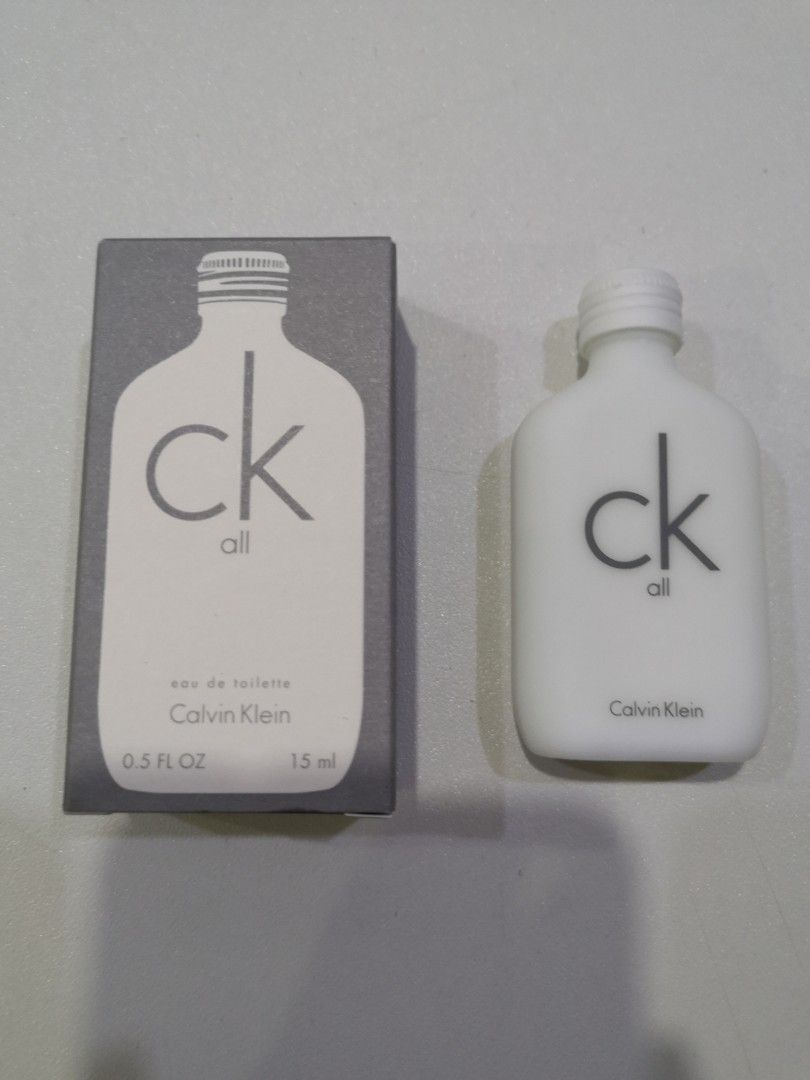 ck
all
eau de toilette
Calvin Klein
0.5 FL OZ 15 ml
ck
all
Calvin Klein